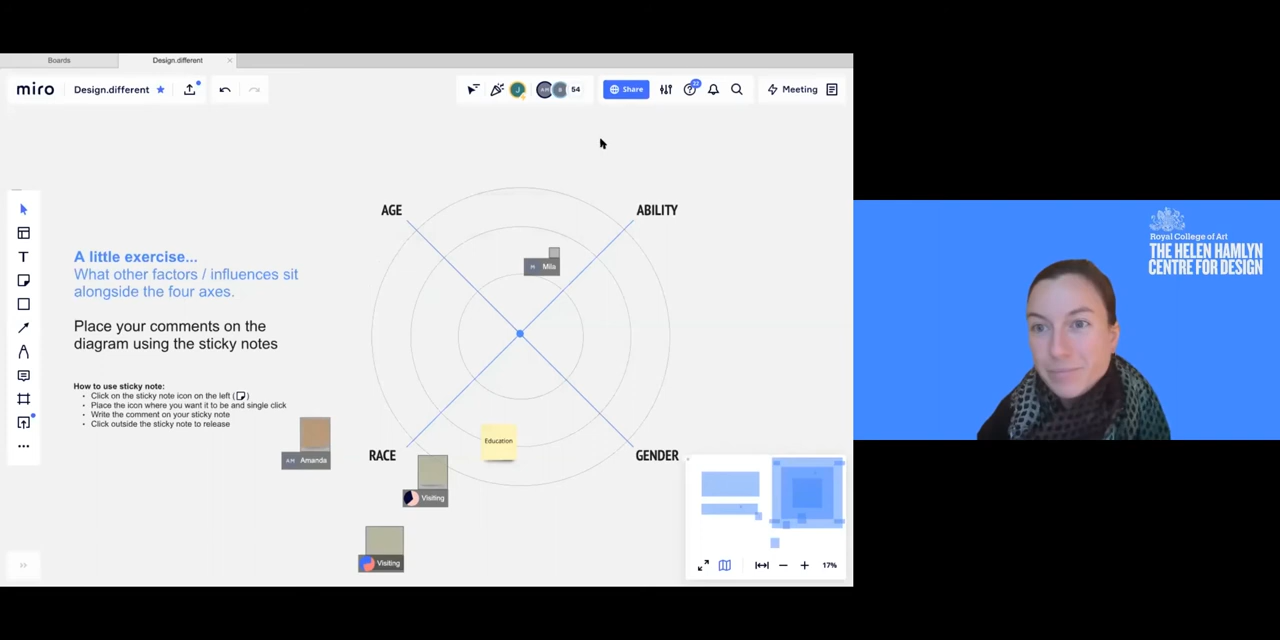 Boards
Design.different
miro
Design.different
54
Share
22
Meeting
AGE
ABILITY
A little exercise...
What other factors / influences sit
alongside the four axes.
Mila
Place your comments on the
diagram using the sticky notes
How to use sticky note:
Click on the sticky note icon on the left ( )
Place the icon where you want it to be and single click
Write the comment on your sticky note
Click outside the sticky note to release
Amanda
RACE
Education
GENDER
Visiting
Visiting
17%
Royal College of Art
THE HELEN HAMLYN
CENTRE FOR DESIGN